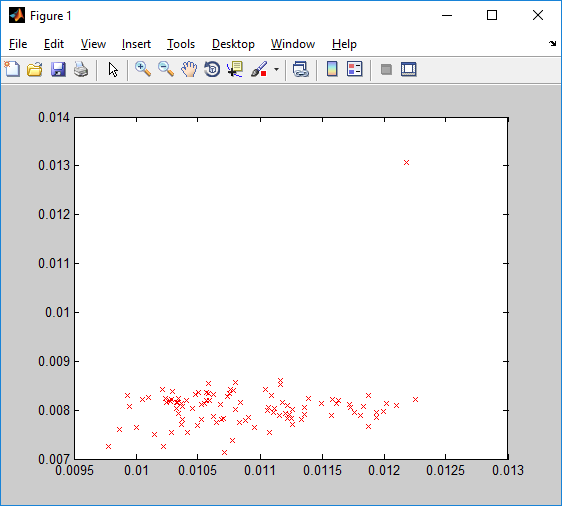 Figure 1
File Edit View Insert Tools Desktop Window Help
0.014
0.013
0.012
0.011
0.01
0.009
0.008
0.007
0.0095 0.01 0.0105 0.011 0.0115 0.012 0.0125 0.013